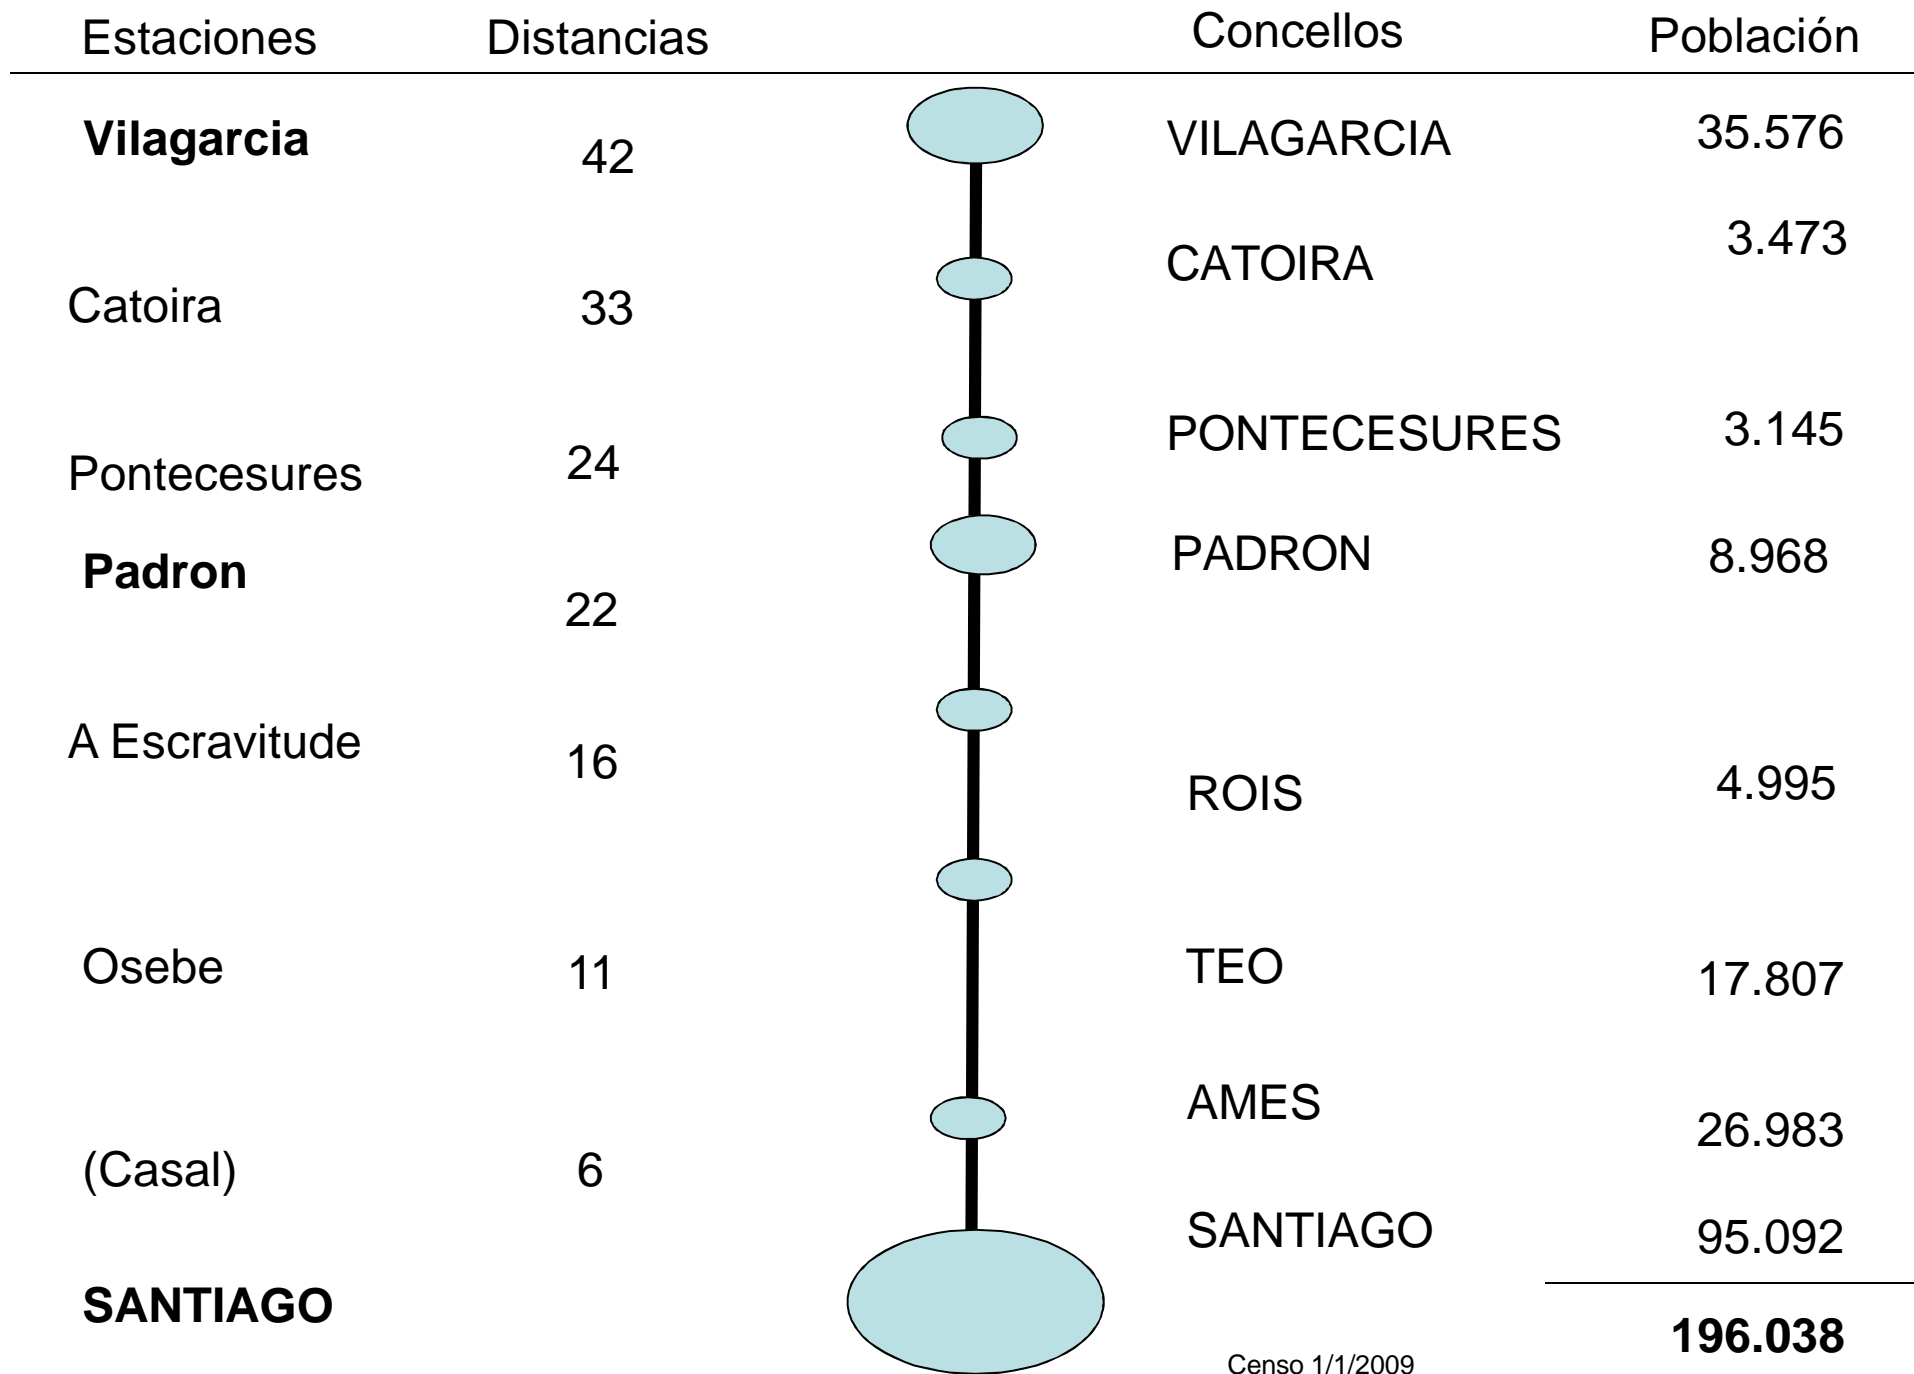 Estaciones Distancias Concellos Población
Vilagarcia 42 VILAGARCIA 35.576
Catoira 33 CATOIRA 3.473
Pontecesures 24 PONTECESURES 3.145
Padron 22 PADRON 8.968
A Escravitude 16 ROIS 4.995
Osebe 11 TEO 17.807
(Casal) 6 AMES 26.983
SANTIAGO SANTIAGO 95.092
196.038
Censo 1/1/2009